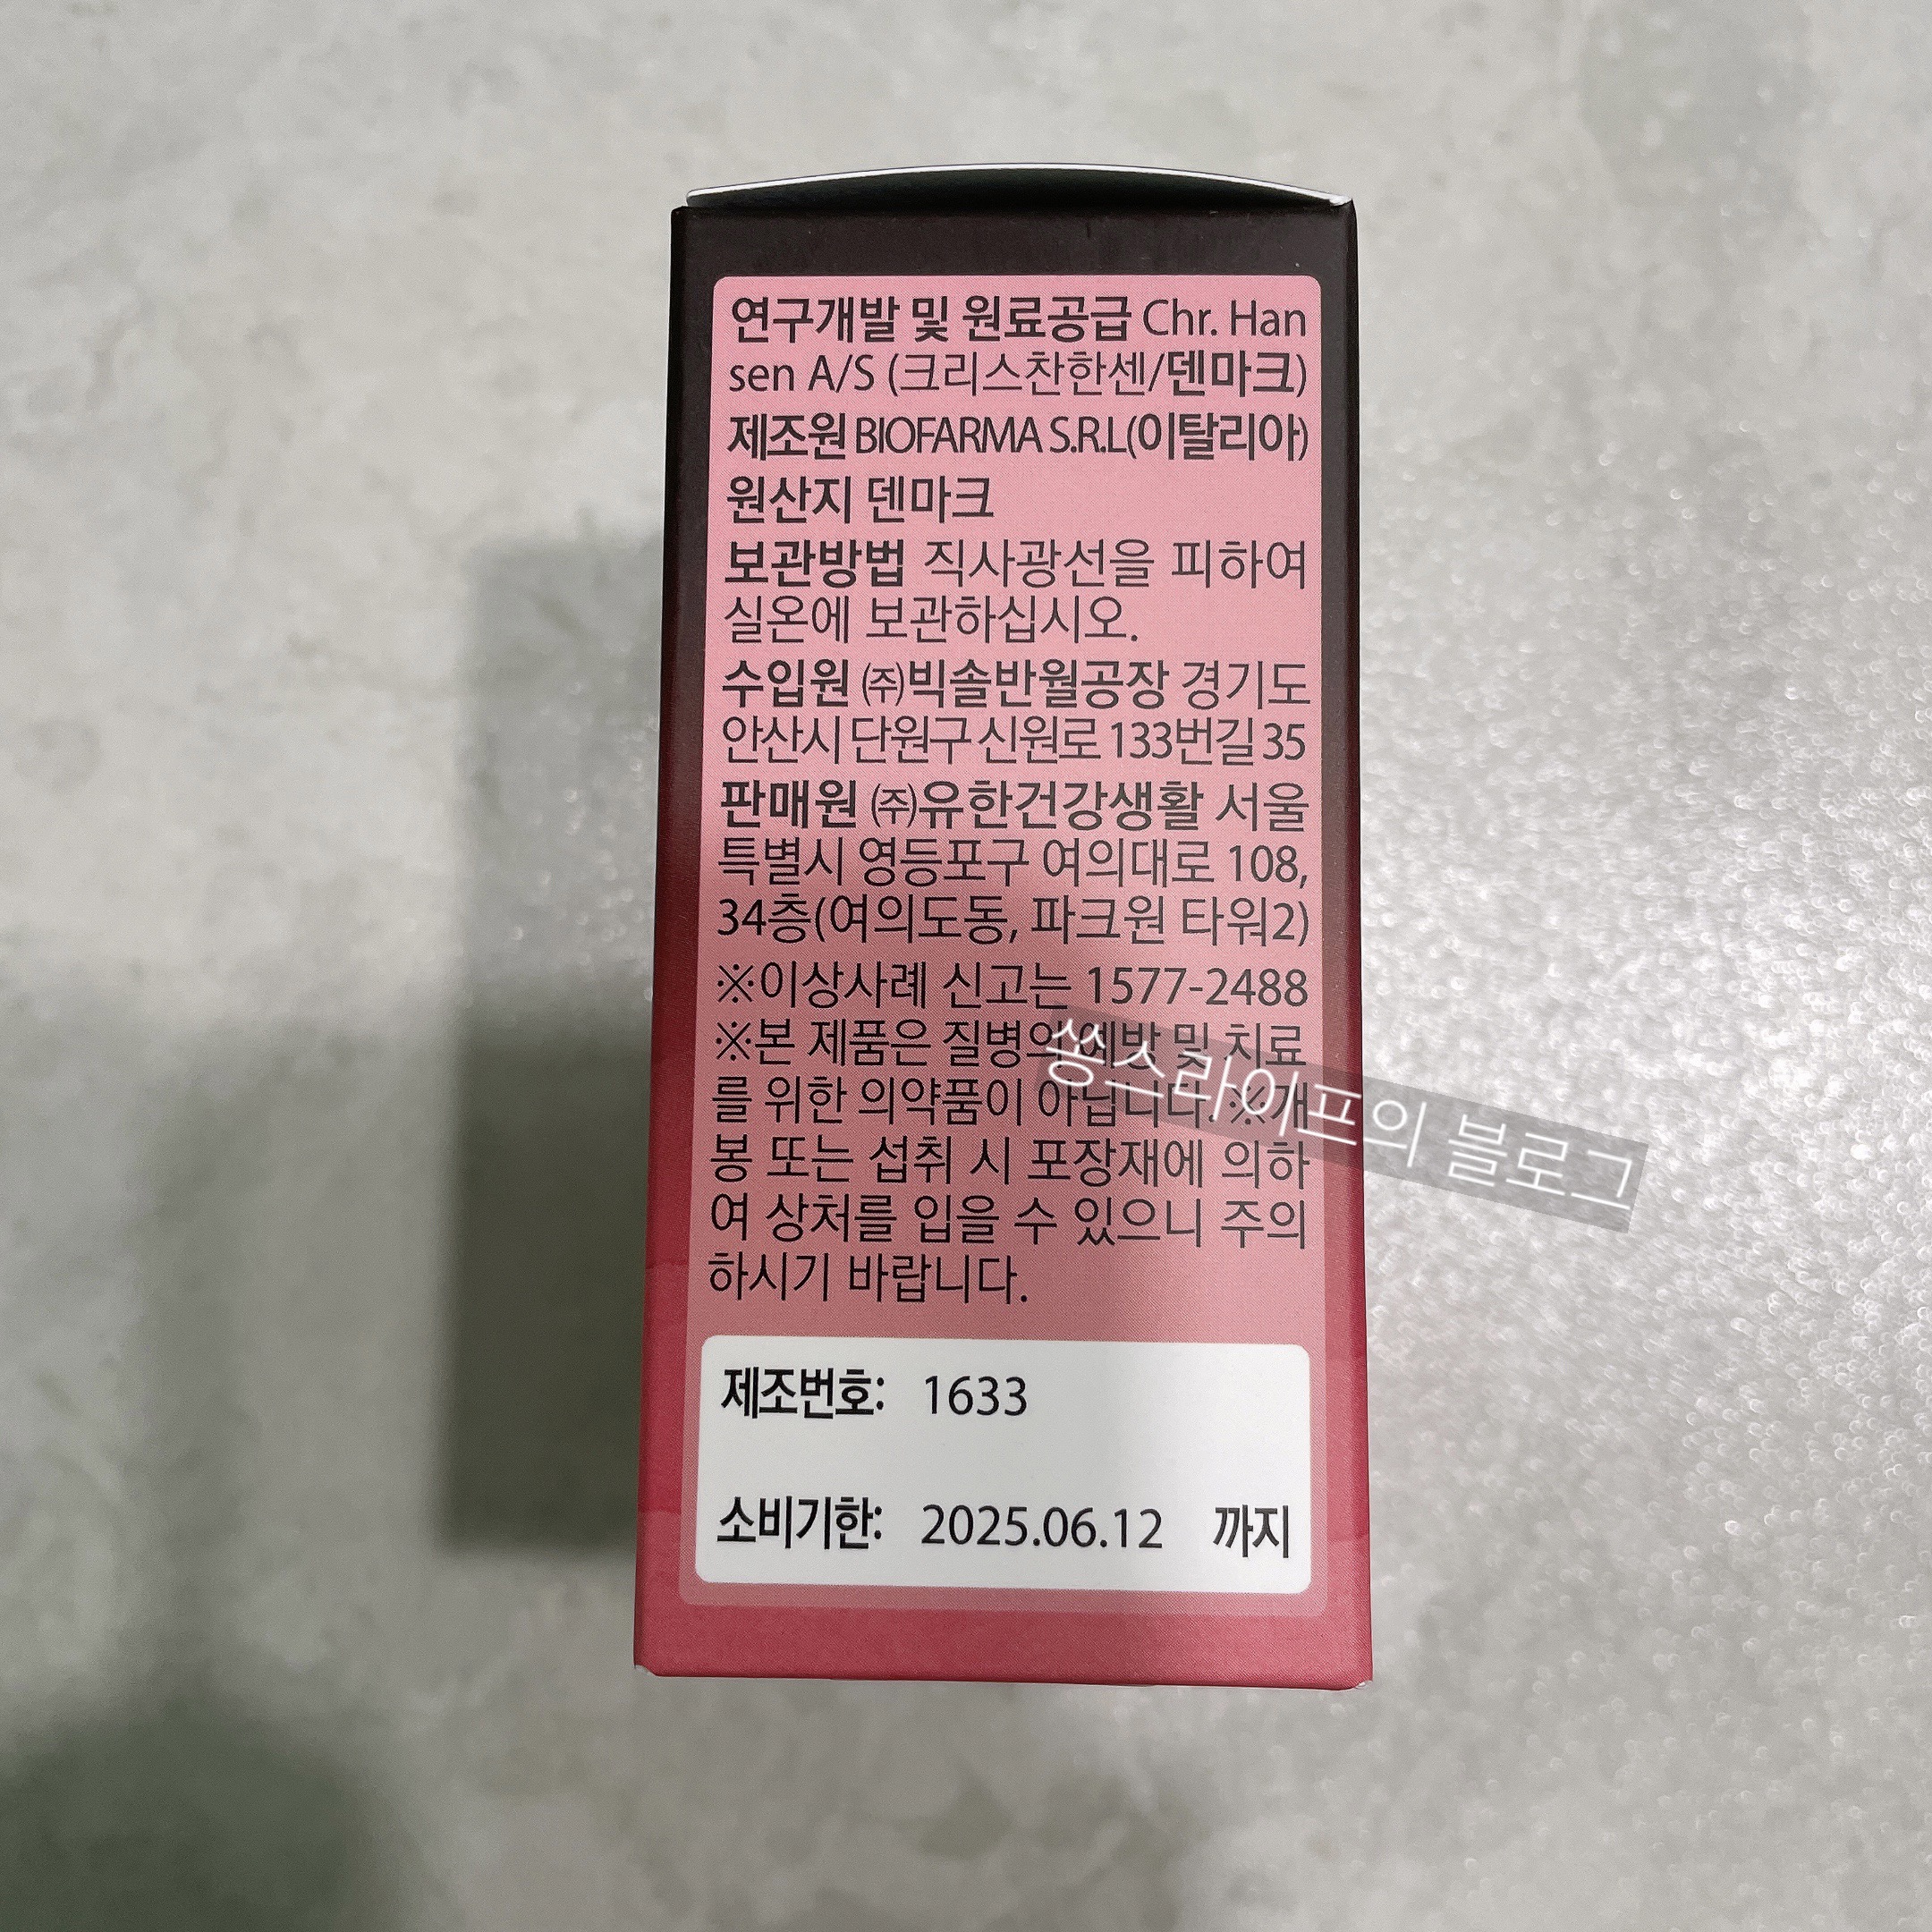 연구개발 및 원료공급 Chr. Han
sen A/S (크리스찬한센/덴마크)
제조원 BIOFARMA S.R.L(이탈리아)
원산지 덴마크
보관방법 직사광선을 피하여
실온에 보관하십시오.
수입원 ㈜빅솔반월공장 경기도
안산시 단원구 신원로 133번길 35
판매원 ㈜유한건강생활 서울
특별시 영등포구 여의대로 108,
34층(여의도동, 파크원 타워2)
※이상사례 신고는 1577-2488
※본 제품은 질병의 예방 및 치료
를 위한 의약품이 아닙니다. ※개
봉 또는 섭취 시 포장재에 의하
여 상처를 입을 수 있으니 주의
하시기 바랍니다.
쏭스라이프의 블로그
제조번호: 1633
소비기한: 2025.06.12 까지